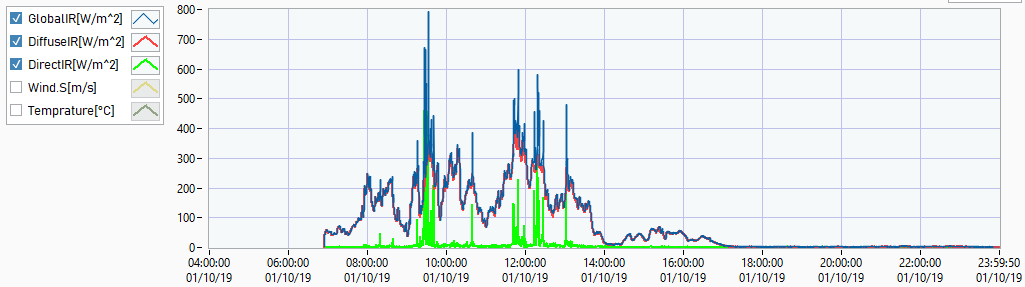 GlobalIR[W/m^2]
DiffuseIR[W/m^2]
DirectIR[W/m^2]
Wind.S[m/s]
Temprature[°C]
800
700
600
500
400
300
200
100
0
04:00:00 06:00:00 08:00:00 10:00:00 12:00:00 14:00:00 16:00:00 18:00:00 20:00:00 22:00:00 23:59:50
01/10/19 01/10/19 01/10/19 01/10/19 01/10/19 01/10/19 01/10/19 01/10/19 01/10/19 01/10/19 01/10/19